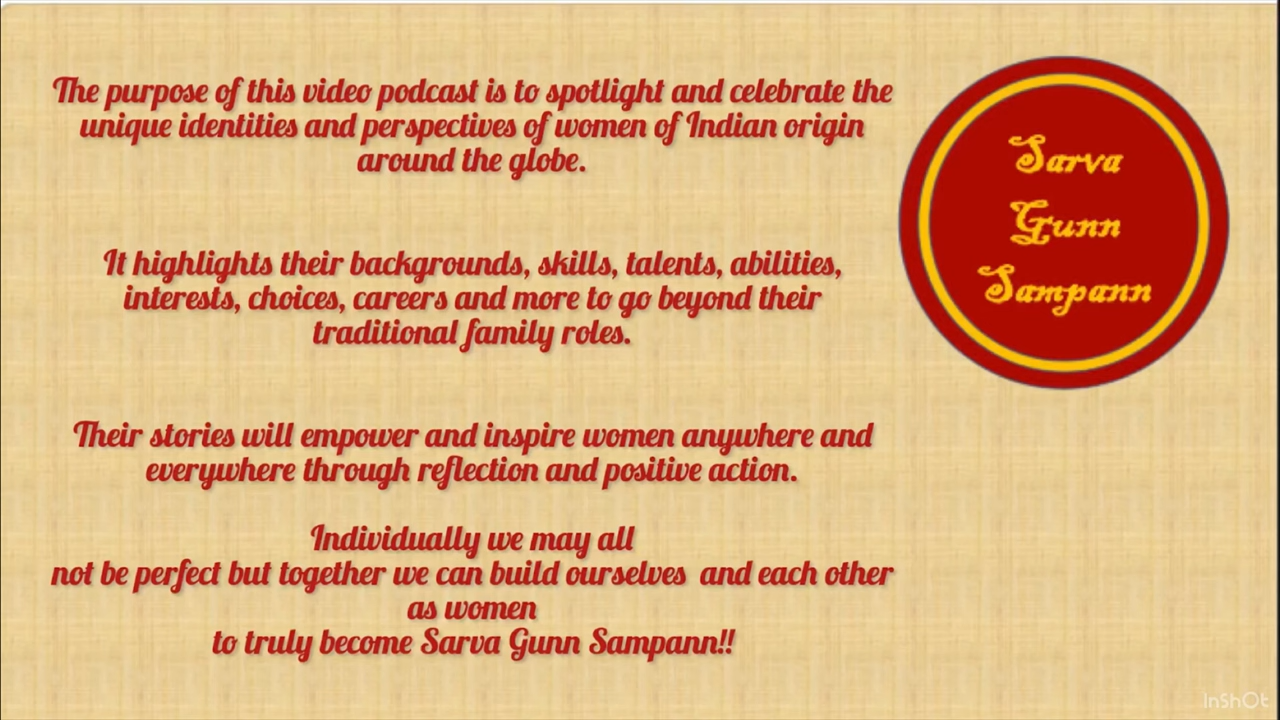 The purpose of this video podcast is to spotlight and celebrate the
unique identities and perspectives of women of Indian origin
around the globe.
It highlights their backgrounds, skills, talents, abilities,
interests, choices, careers and more to go beyond their
traditional family roles.
Their stories will empower and inspire women anywhere and
everywhere through reflection and positive action.
Individually we may all
not be perfect but together we can build ourselves and each other
as women
to truly become Sarva Gunn Sampann!!
Sarva
Gunn
Sampann
InShOt